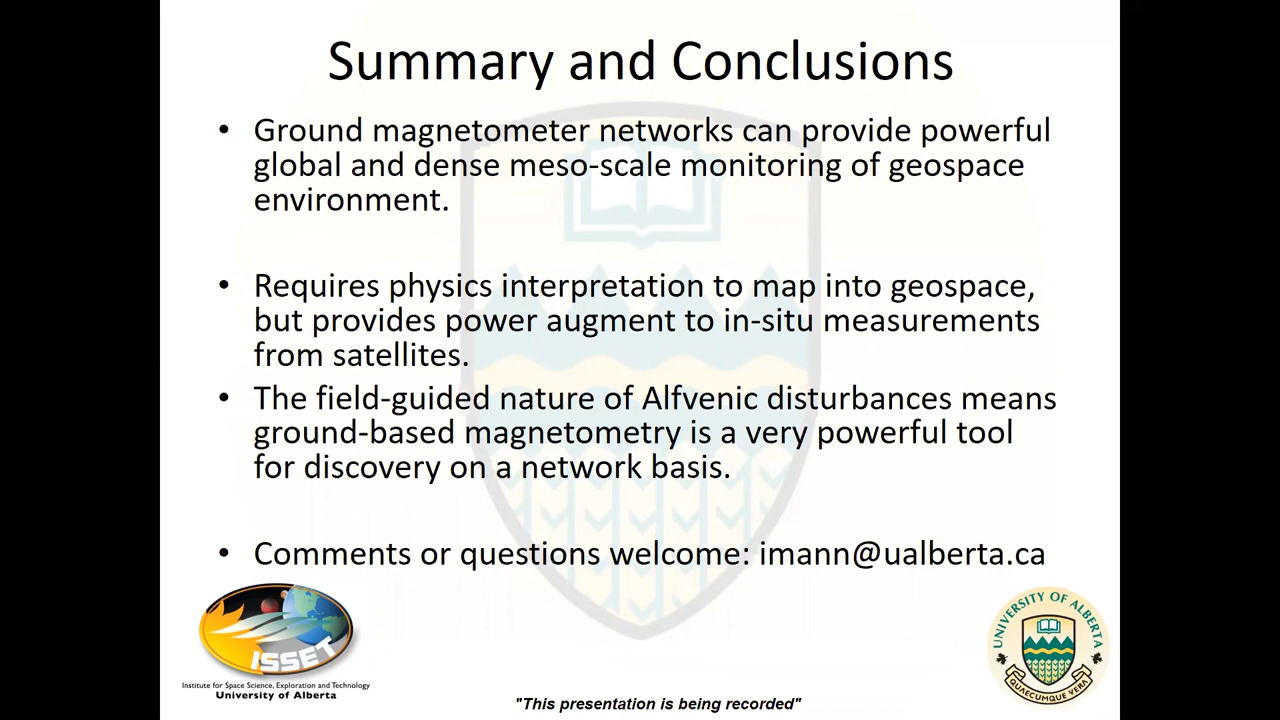 Summary and Conclusions
• Ground magnetometer networks can provide powerful
global and dense meso-scale monitoring of geospace
environment.
• Requires physics interpretation to map into geospace,
but provides power augment to in-situ measurements
from satellites.
• The field-guided nature of Alfvenic disturbances means
ground-based magnetometry is a very powerful tool
for discovery on a network basis.
• Comments or questions welcome: imann@ualberta.ca
ISSET
Institute for Space Science, Exploration and Technology
University of Alberta
UNIVERSITY OF ALBERTA
QUAECUMQUE VERA
"This presentation is being recorded"